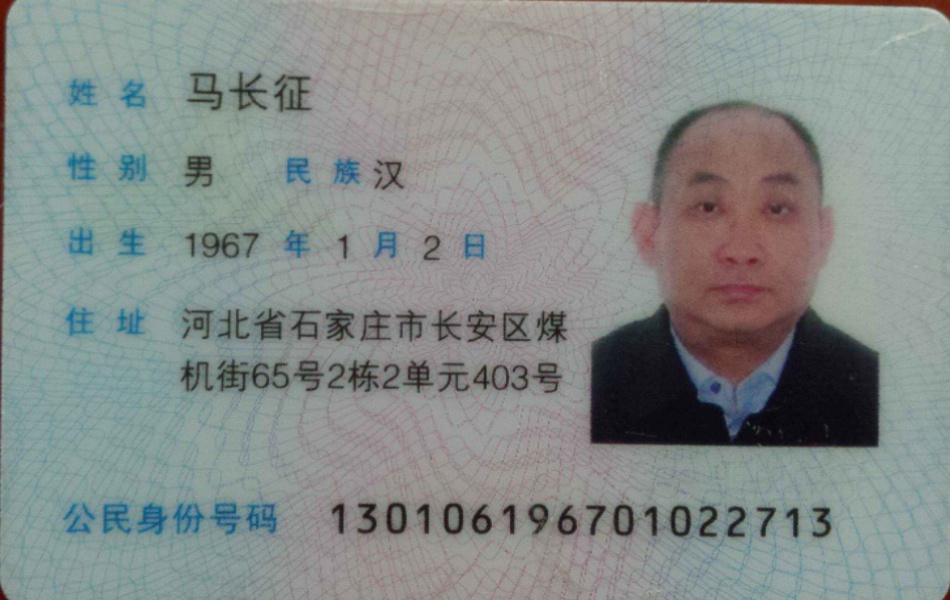 姓名 马长征
性别 男 民族 汉
出生 1967 年 1 月 2 日
住址 河北省石家庄市长安区煤
机街65号2栋2单元403号
公民身份号码 130106196701022713